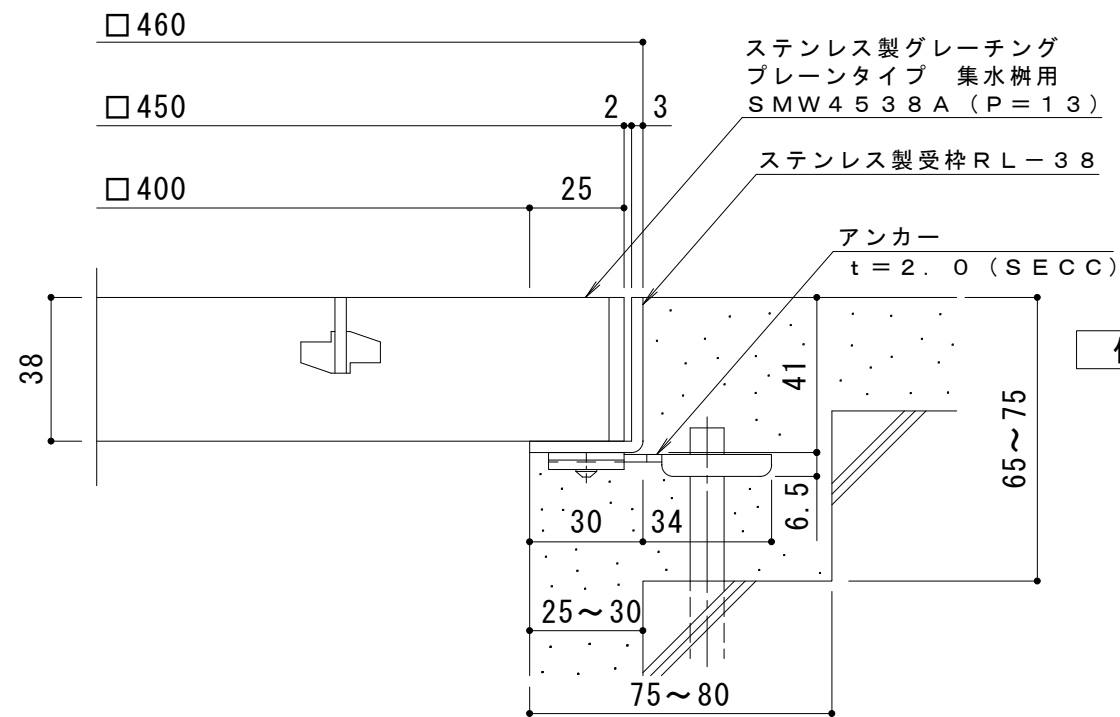 □460
ステンレス製グレーチング
プレーンタイプ 集水桝用
SMW4538A(P=13)
□450
2
3
ステンレス製受枠RL-38
□400
25
アンカー
t=2.0(SECC)
38
41
65~75
6.5
30
34
25~30
75~80